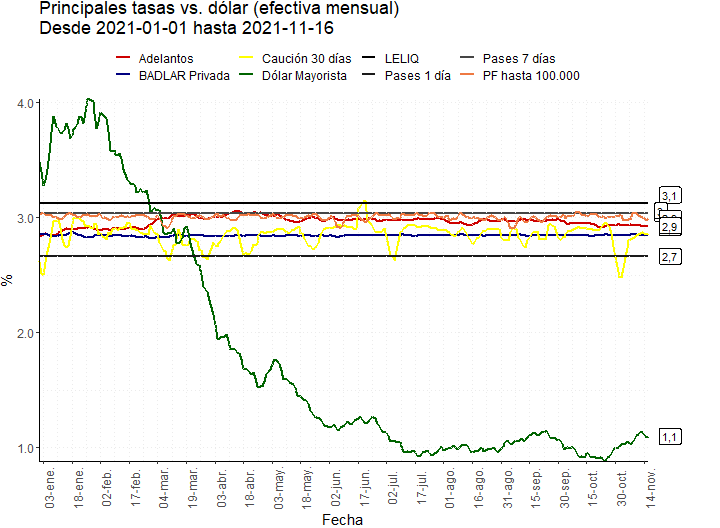 Principales tasas vs. dólar (efectiva mensual)
Desde 2021-01-01 hasta 2021-11-16
Adelantos Caución 30 días LELIQ Pases 7 días
BADLAR Privada Dólar Mayorista Pases 1 día PF hasta 100.000
4.0
3,1
3.0
2,9
2,7
%
2.0
1,1
1.0
03-ene. 18-ene. 02-feb. 17-feb. 04-mar. 19-mar. 03-abr. 18-abr. 03-may. 18-may. 02-jun. 17-jun. 02-jul. 17-jul. 01-ago. 16-ago. 31-ago. 15-sep. 30-sep. 15-oct. 30-oct. 14-nov.
Fecha